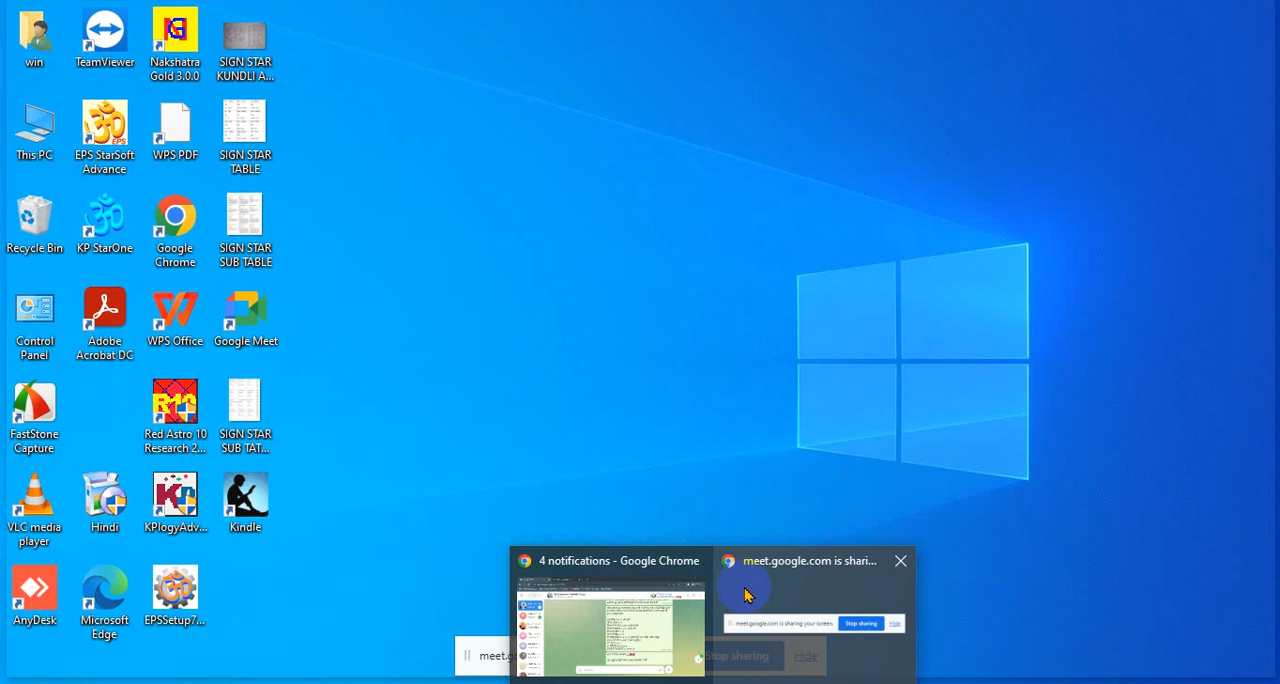 win
TeamViewer
Nakshatra
Gold 3.0.0
SIGN STAR
KUNDLI A...
This PC
EPS StarSoft
Advance
WPS PDF
SIGN STAR
TABLE
Recycle Bin
KP StarOne
Google
Chrome
SIGN STAR
SUB TABLE
Control
Panel
Adobe
Acrobat DC
WPS Office
Google Meet
FastStone
Capture
Red Astro 10
Research 2...
SIGN STAR
SUB TAT...
VLC media
player
Hindi
KPlogyAdv...
Kindle
AnyDesk
Microsoft
Edge
EPSSetup7...
4 notifications - Google Chrome
meet.google.com is shari...
meet.google.com is sharing your screen.
Stop sharing
Hide
meet.g
Stop sharing
Hide